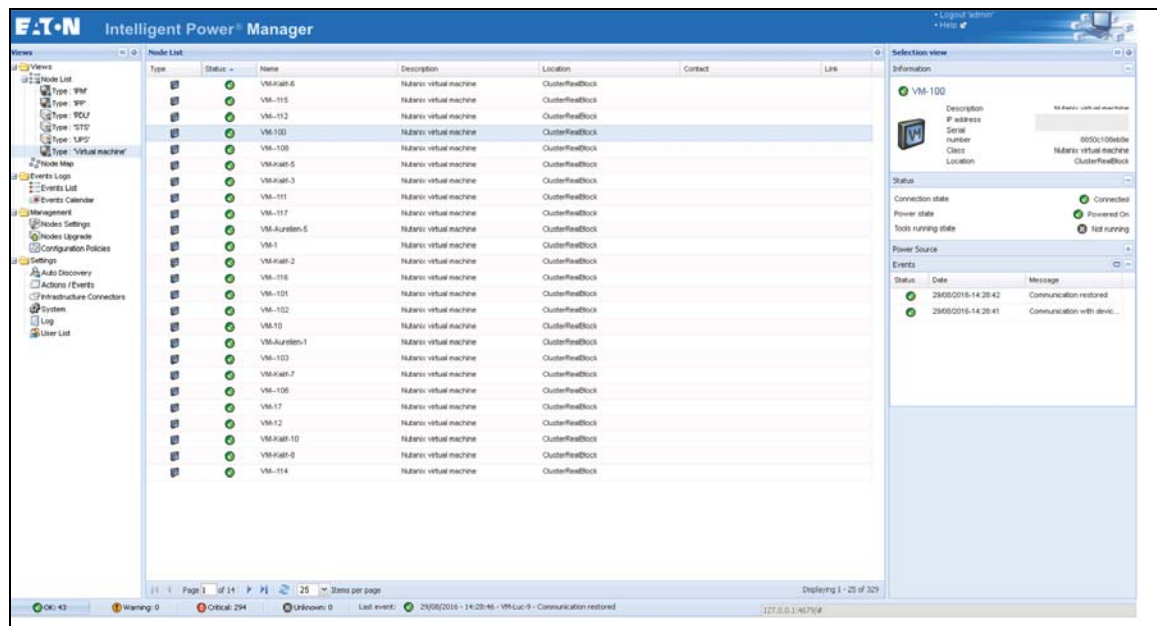 EATON Intelligent Power® Manager
• Logout 'admin'
• Help
Views
Views
Node List
Type : 'IPM'
Type : 'IPP'
Type : 'PDU'
Type : 'STS'
Type : 'UPS'
Type : 'Virtual machine'
Node Map
Events Logs
Events List
Events Calendar
Management
Nodes Settings
Nodes Upgrade
Configuration Policies
Settings
Auto Discovery
Actions / Events
Infrastructure Connectors
System
Log
User List
Node List
Type Status Name Description Location Contact Link
VM-Kalif-6 Nutanix virtual machine ClusterRealBlock
VM--115 Nutanix virtual machine ClusterRealBlock
VM--112 Nutanix virtual machine ClusterRealBlock
VM-100 Nutanix virtual machine ClusterRealBlock
VM--108 Nutanix virtual machine ClusterRealBlock
VM-Kalif-5 Nutanix virtual machine ClusterRealBlock
VM-Kalif-3 Nutanix virtual machine ClusterRealBlock
VM--111 Nutanix virtual machine ClusterRealBlock
VM--117 Nutanix virtual machine ClusterRealBlock
VM-Aurelien-5 Nutanix virtual machine ClusterRealBlock
VM-1 Nutanix virtual machine ClusterRealBlock
VM-Kalif-2 Nutanix virtual machine ClusterRealBlock
VM--116 Nutanix virtual machine ClusterRealBlock
VM--101 Nutanix virtual machine ClusterRealBlock
VM--102 Nutanix virtual machine ClusterRealBlock
VM-10 Nutanix virtual machine ClusterRealBlock
VM-Aurelien-1 Nutanix virtual machine ClusterRealBlock
VM--103 Nutanix virtual machine ClusterRealBlock
VM-Kalif-7 Nutanix virtual machine ClusterRealBlock
VM--106 Nutanix virtual machine ClusterRealBlock
VM-17 Nutanix virtual machine ClusterRealBlock
VM-12 Nutanix virtual machine ClusterRealBlock
VM-Kalif-10 Nutanix virtual machine ClusterRealBlock
VM-Kalif-8 Nutanix virtual machine ClusterRealBlock
VM--114 Nutanix virtual machine ClusterRealBlock
Page 1 of 14 25 Items per page Displaying 1 - 25 of 329
Selection view
Information
VM-100
VM
Description Nutanix virtual machine
IP address
Serial
number
Class Nutanix virtual machine
Location ClusterRealBlock
Status
Connection state Connected
Power state Powered On
Tools running state Not running
Power Source
Events
Status Date Message
29/08/2016-14:28:42 Communication restored
29/08/2016-14:28:41 Communication with devic...
OK: 43 Warning: 0 Critical: 294 Unknown: 0 Last event: 29/08/2016 - 14:28:46 - VM-Luc-9 - Communication restored
127.0.0.1:4679/#